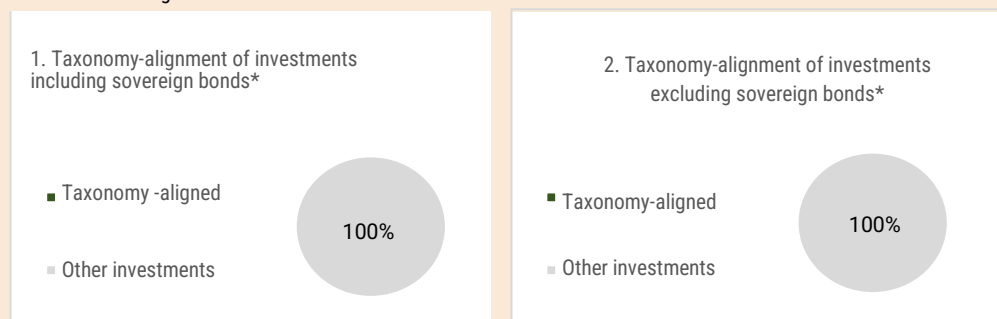 1. Taxonomy-alignment of investments
including sovereign bonds*
Taxonomy -aligned
Other investments
100%
2. Taxonomy-alignment of investments
excluding sovereign bonds*
Taxonomy-aligned
Other investments
100%